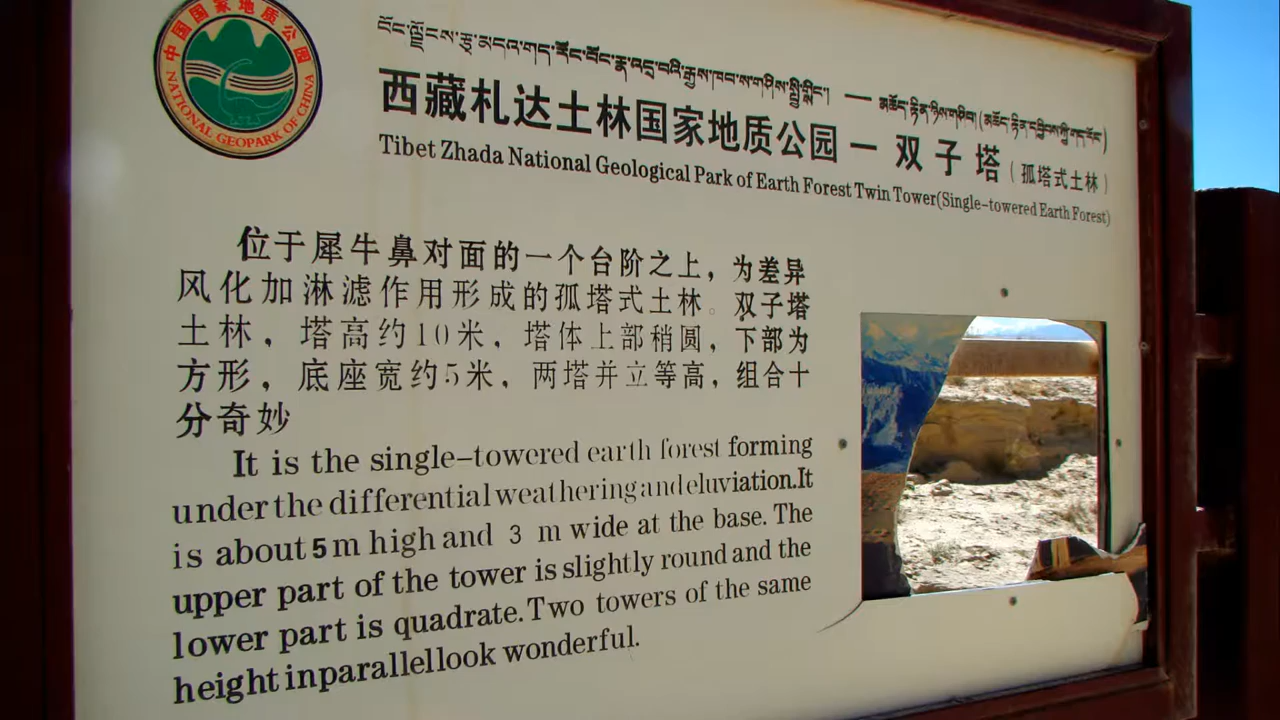 中国国家地质公园
NATIONAL GEOPARK OF CHINA
西藏札达土林国家地质公园 — 双子塔（孤塔式土林）
Tibet Zhada National Geological Park of Earth Forest Twin Tower(Single-towered Earth Forest)
位于犀牛鼻对面的一个台阶之上，为差异
风化加淋滤作用形成的孤塔式土林。双子塔
土林，塔高约10米，塔体上部稍圆，下部为
方形，底座宽约5米，两塔并立等高，组合十
分奇妙
It is the single-towered earth forest forming
under the differential weathering and eluviation.It
is about 5 m high and 3 m wide at the base. The
upper part of the tower is slightly round and the
lower part is quadrate.Two towers of the same
height in parallel look wonderful.